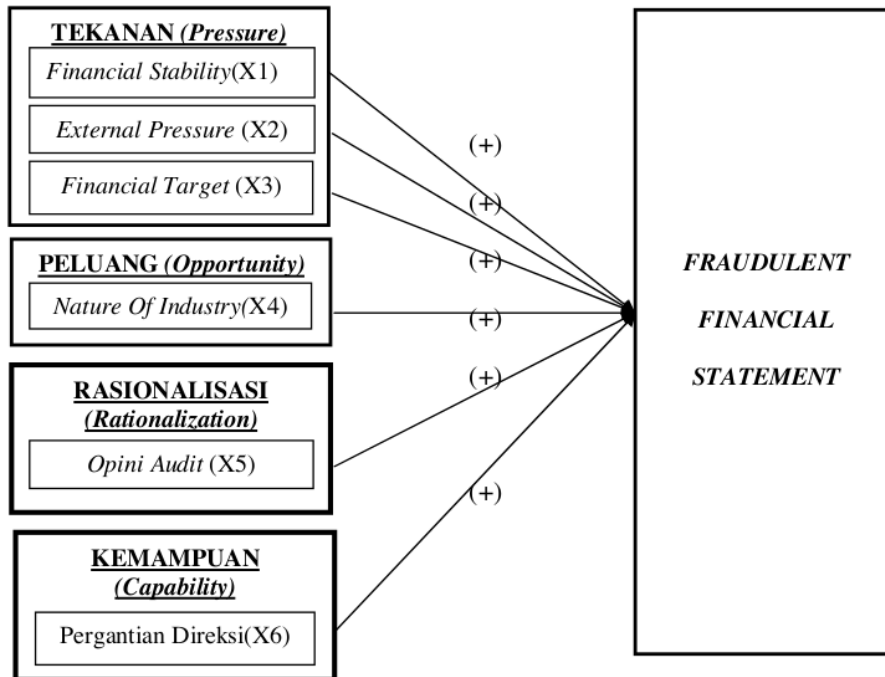 TEKANAN (Pressure)
Financial Stability(X1)
External Pressure (X2)
Financial Target (X3)
PELUANG (Opportunity)
Nature Of Industry(X4)
RASIONALISASI
(Rationalization)
Opini Audit (X5)
KEMAMPUAN
(Capability)
Pergantian Direksi(X6)
(+)
(+)
(+)
(+)
(+)
(+)
FRAUDULENT
FINANCIAL
STATEMENT